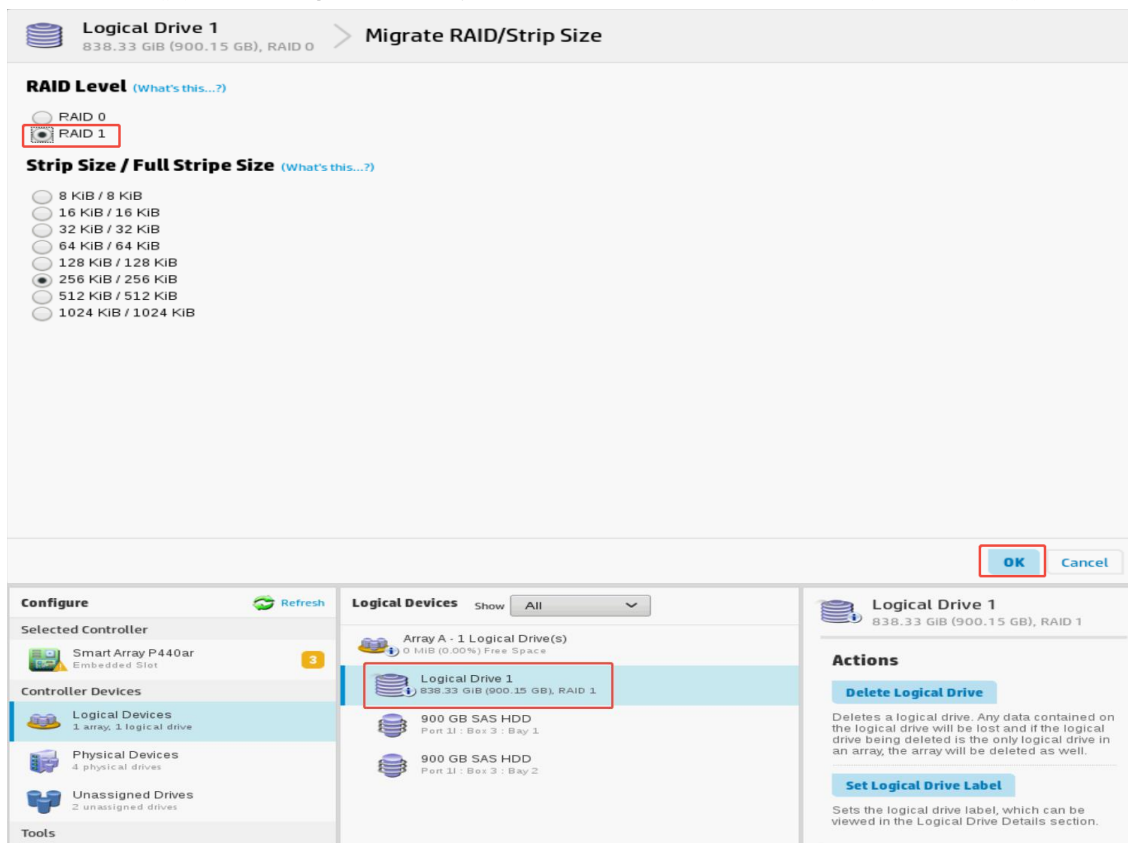 Logical Drive 1
838.33 GiB (900.15 GB), RAID 0
Migrate RAID/Strip Size
RAID Level (What's this...?)
RAID 0
RAID 1
Strip Size / Full Stripe Size (What's this...?)
8 KiB / 8 KiB
16 KiB / 16 KiB
32 KiB / 32 KiB
64 KiB / 64 KiB
128 KiB / 128 KiB
256 KiB / 256 KiB
512 KiB / 512 KiB
1024 KiB / 1024 KiB
OK Cancel
Configure Refresh
Selected Controller
Smart Array P440ar
Embedded Slot
3
Controller Devices
Logical Devices
1 array, 1 logical drive
Physical Devices
4 physical drives
Unassigned Drives
2 unassigned drives
Tools
Logical Devices Show All
Array A - 1 Logical Drive(s)
0 MiB (0.00%) Free Space
Logical Drive 1
838.33 GiB (900.15 GB), RAID 1
900 GB SAS HDD
Port 1I : Box 3 : Bay 1
900 GB SAS HDD
Port 1I : Box 3 : Bay 2
Logical Drive 1
838.33 GiB (900.15 GB), RAID 1
Actions
Delete Logical Drive
Deletes a logical drive. Any data contained on
the logical drive will be lost and if the logical
drive being deleted is the only logical drive in
an array, the array will be deleted as well.
Set Logical Drive Label
Sets the logical drive label, which can be
viewed in the Logical Drive Details section.